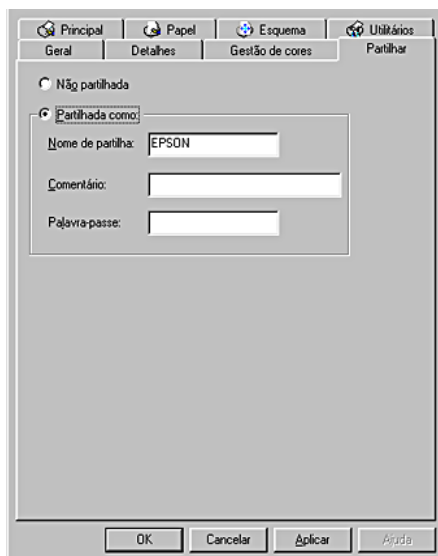 Principal Papel Esquema Utilitários
Geral Detalhes Gestão de cores Partilhar
Não partilhada
Partilhada como:
Nome de partilha: EPSON
Comentário:
Palavra-passe:
OK Cancelar Aplicar Ajuda